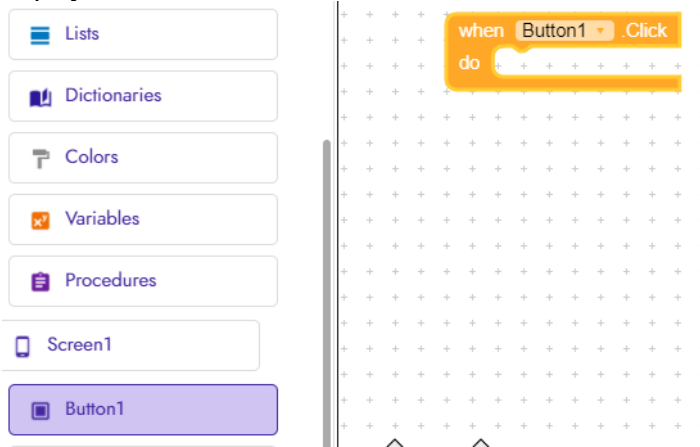 Lists
Dictionaries
Colors
Variables
Procedures
Screen1
Button1
when Button1 .Click
do